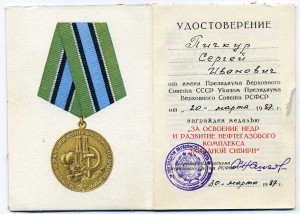 УДОСТОВЕРЕНИЕ
Пичкур
Сергей
Иванович
от имени Президиума Верховного
Совета СССР Указом Президиума
Верховного Совета РСФСР
от «20» марта 1987 г.
награжден медалью
«ЗА ОСВОЕНИЕ НЕДР
И РАЗВИТИЕ НЕФТЕГАЗОВОГО
КОМПЛЕКСА
ЗАПАДНОЙ СИБИРИ»
30 марта 1987 г.